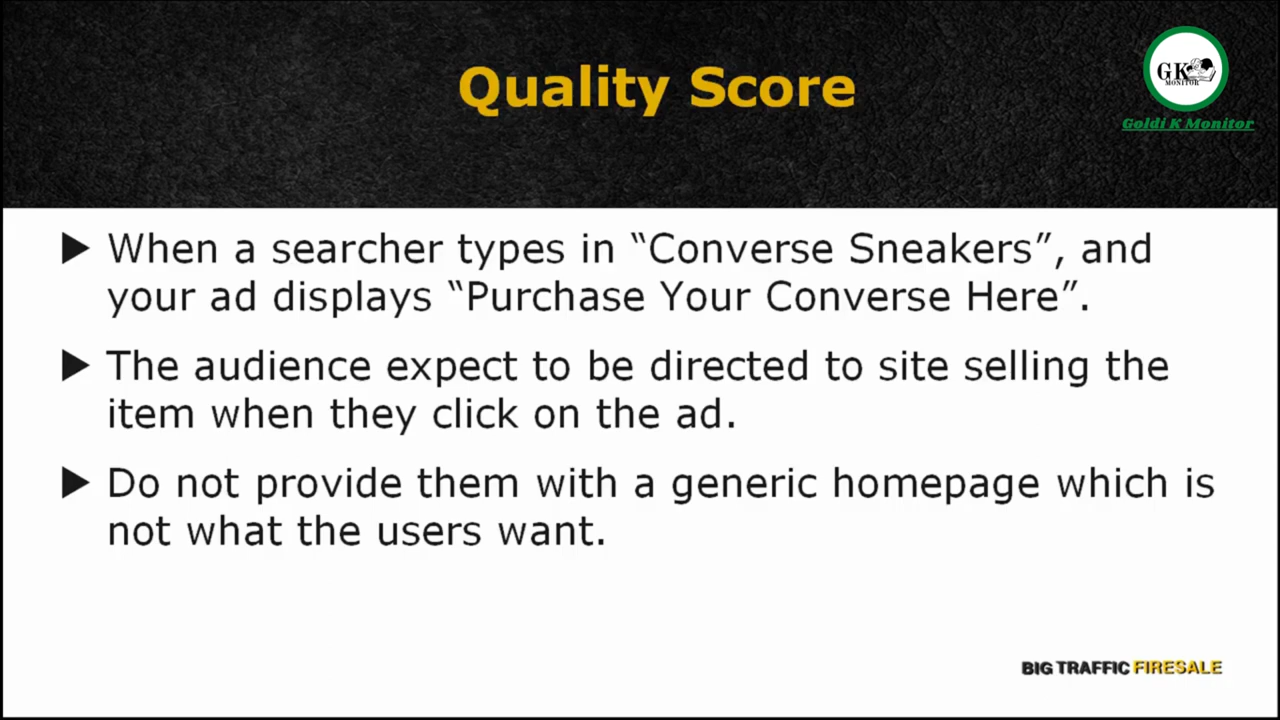 Quality Score
GK
MONITOR
Goldi K Monitor
When a searcher types in “Converse Sneakers”, and
your ad displays “Purchase Your Converse Here”.
The audience expect to be directed to site selling the
item when they click on the ad.
Do not provide them with a generic homepage which is
not what the users want.
BIG TRAFFIC FIRESALE